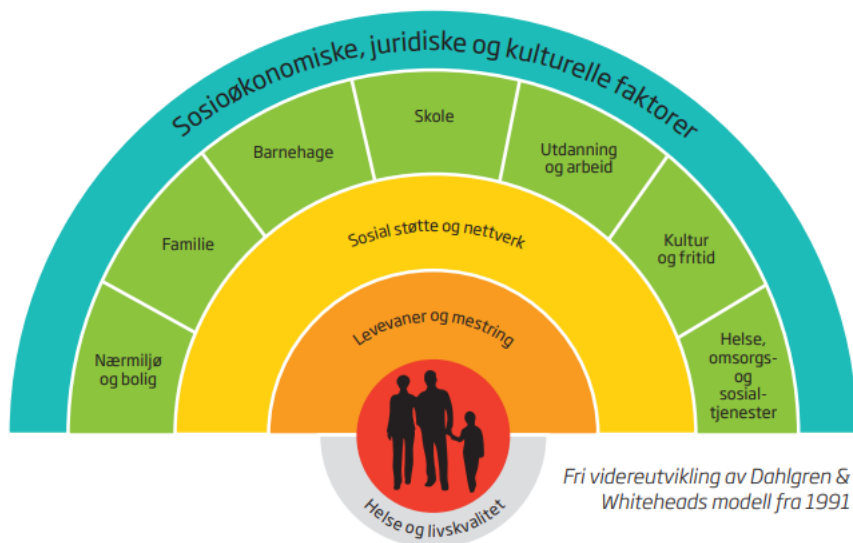 Sosioøkonomiske, juridiske og kulturelle faktorer
Nærmiljø
og bolig
Familie
Barnehage
Skole
Utdanning
og arbeid
Kultur
og fritid
Helse,
omsorgs-
og
sosial-
tjenester
Sosial støtte og nettverk
Levevaner og mestring
Helse og livskvalitet
Fri videreutvikling av Dahlgren &
Whiteheads modell fra 1991